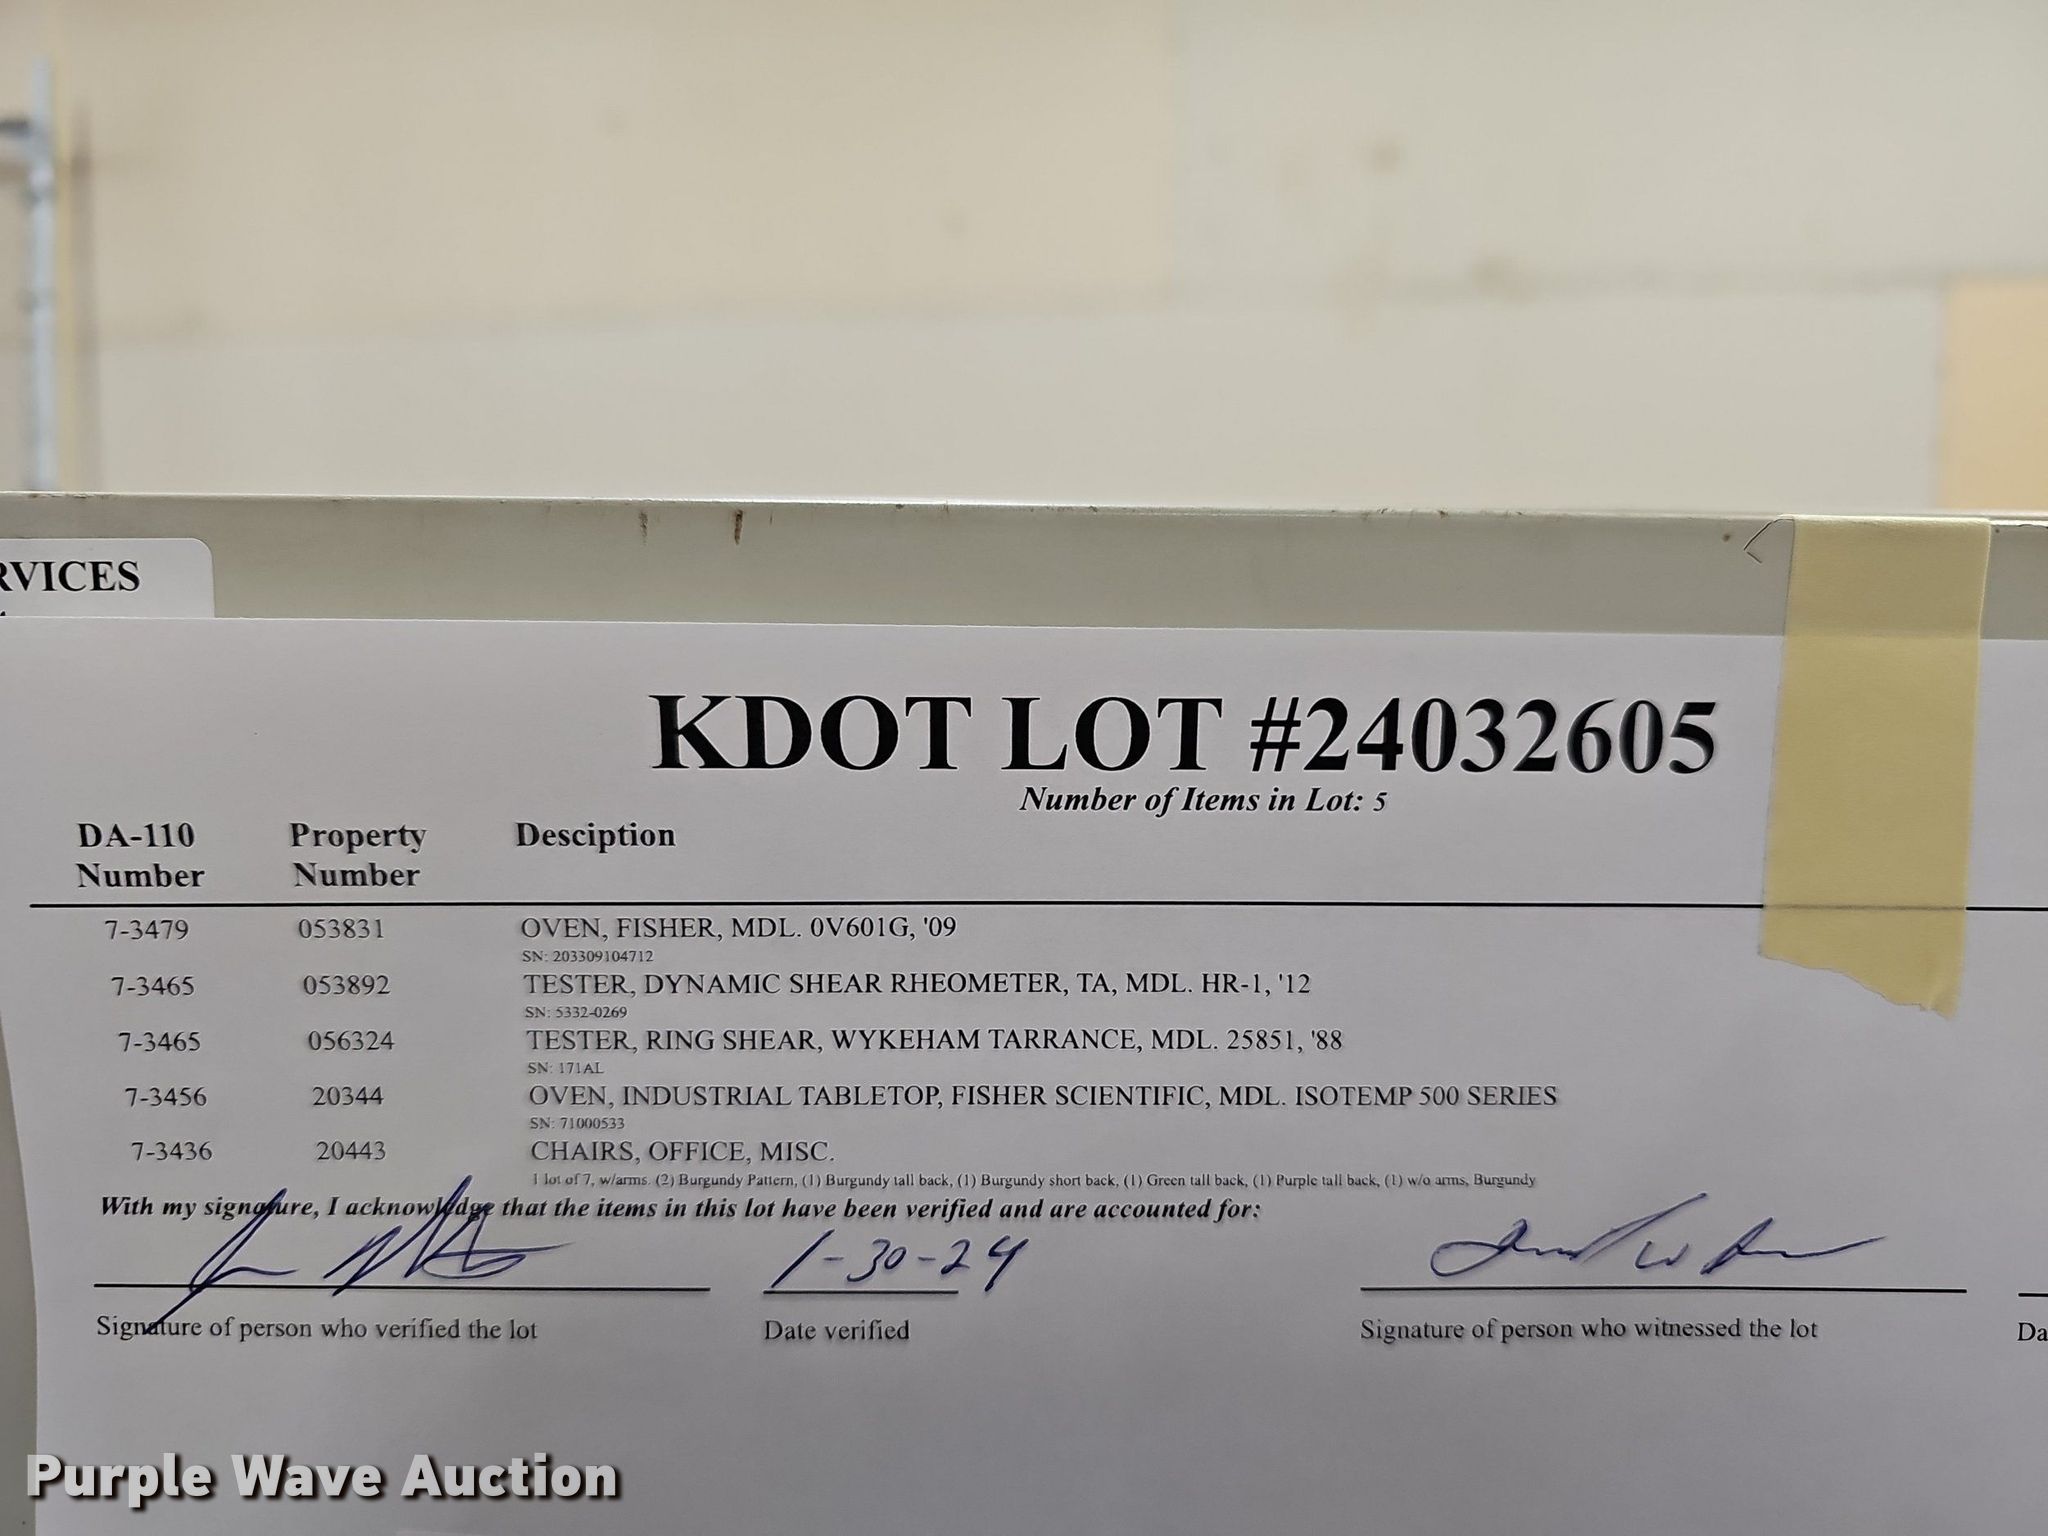 RVICES
KDOT LOT #24032605
Number of Items in Lot: 5
DA-110 Number Property Number Desciption
7-3479 053831 OVEN, FISHER, MDL. 0V601G, '09
SN: 203309104712
7-3465 053892 TESTER, DYNAMIC SHEAR RHEOMETER, TA, MDL. HR-1, '12
SN: 5332-0269
7-3465 056324 TESTER, RING SHEAR, WYKEHAM TARRANCE, MDL. 25851, '88
SN: 171AL
7-3456 20344 OVEN, INDUSTRIAL TABLETOP, FISHER SCIENTIFIC, MDL. ISOTEMP 500 SERIES
SN: 71000533
7-3436 20443 CHAIRS, OFFICE, MISC.
1 lot of 7, w/arms. (2) Burgundy Pattern, (1) Burgundy tall back, (1) Burgundy short back, (1) Green tall back, (1) Purple tall back, (1) w/o arms, Burgundy
With my signature, I acknowledge that the items in this lot have been verified and are accounted for:
1-30-24
Signature of person who verified the lot Date verified Signature of person who witnessed the lot Da
Purple Wave Auction